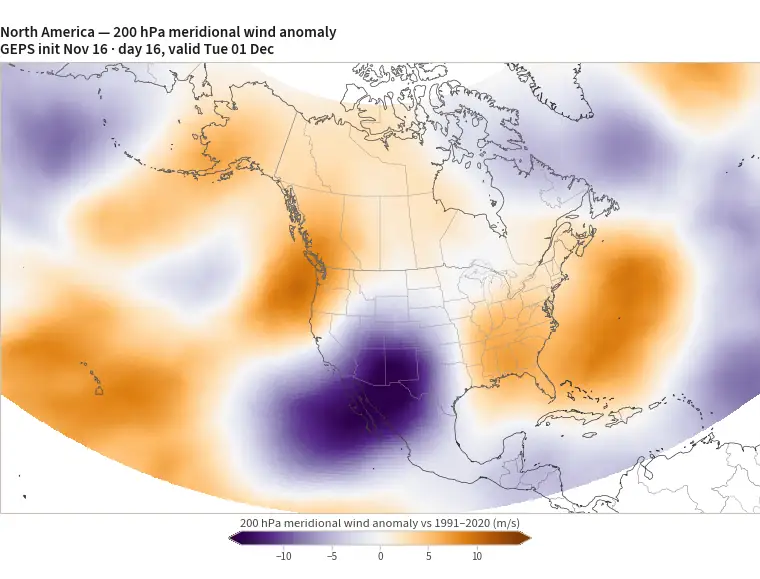 North America — 200 hPa meridional wind anomaly
GEPS init Nov 16 · day 16, valid Tue 01 Dec
200 hPa meridional wind anomaly vs 1991–2020 (m/s)
−10 −5 0 5 10